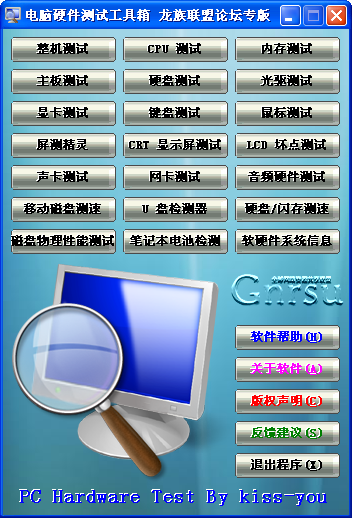 电脑硬件测试工具箱 龙族联盟论坛专版
整机测试 CPU 测试 内存测试
主板测试 硬盘测试 光驱测试
显卡测试 键盘测试 鼠标测试
屏测精灵 CRT 显示屏测试 LCD 坏点测试
声卡测试 网卡测试 音频硬件测试
移动磁盘测速 U 盘检测器 硬盘/闪存测速
磁盘物理性能测试 笔记本电池检测 软硬件系统信息
Gnrsu
软件帮助(H)
关于软件(A)
版权声明(C)
反馈建议(S)
退出程序(X)
PC Hardware Test By kiss-you